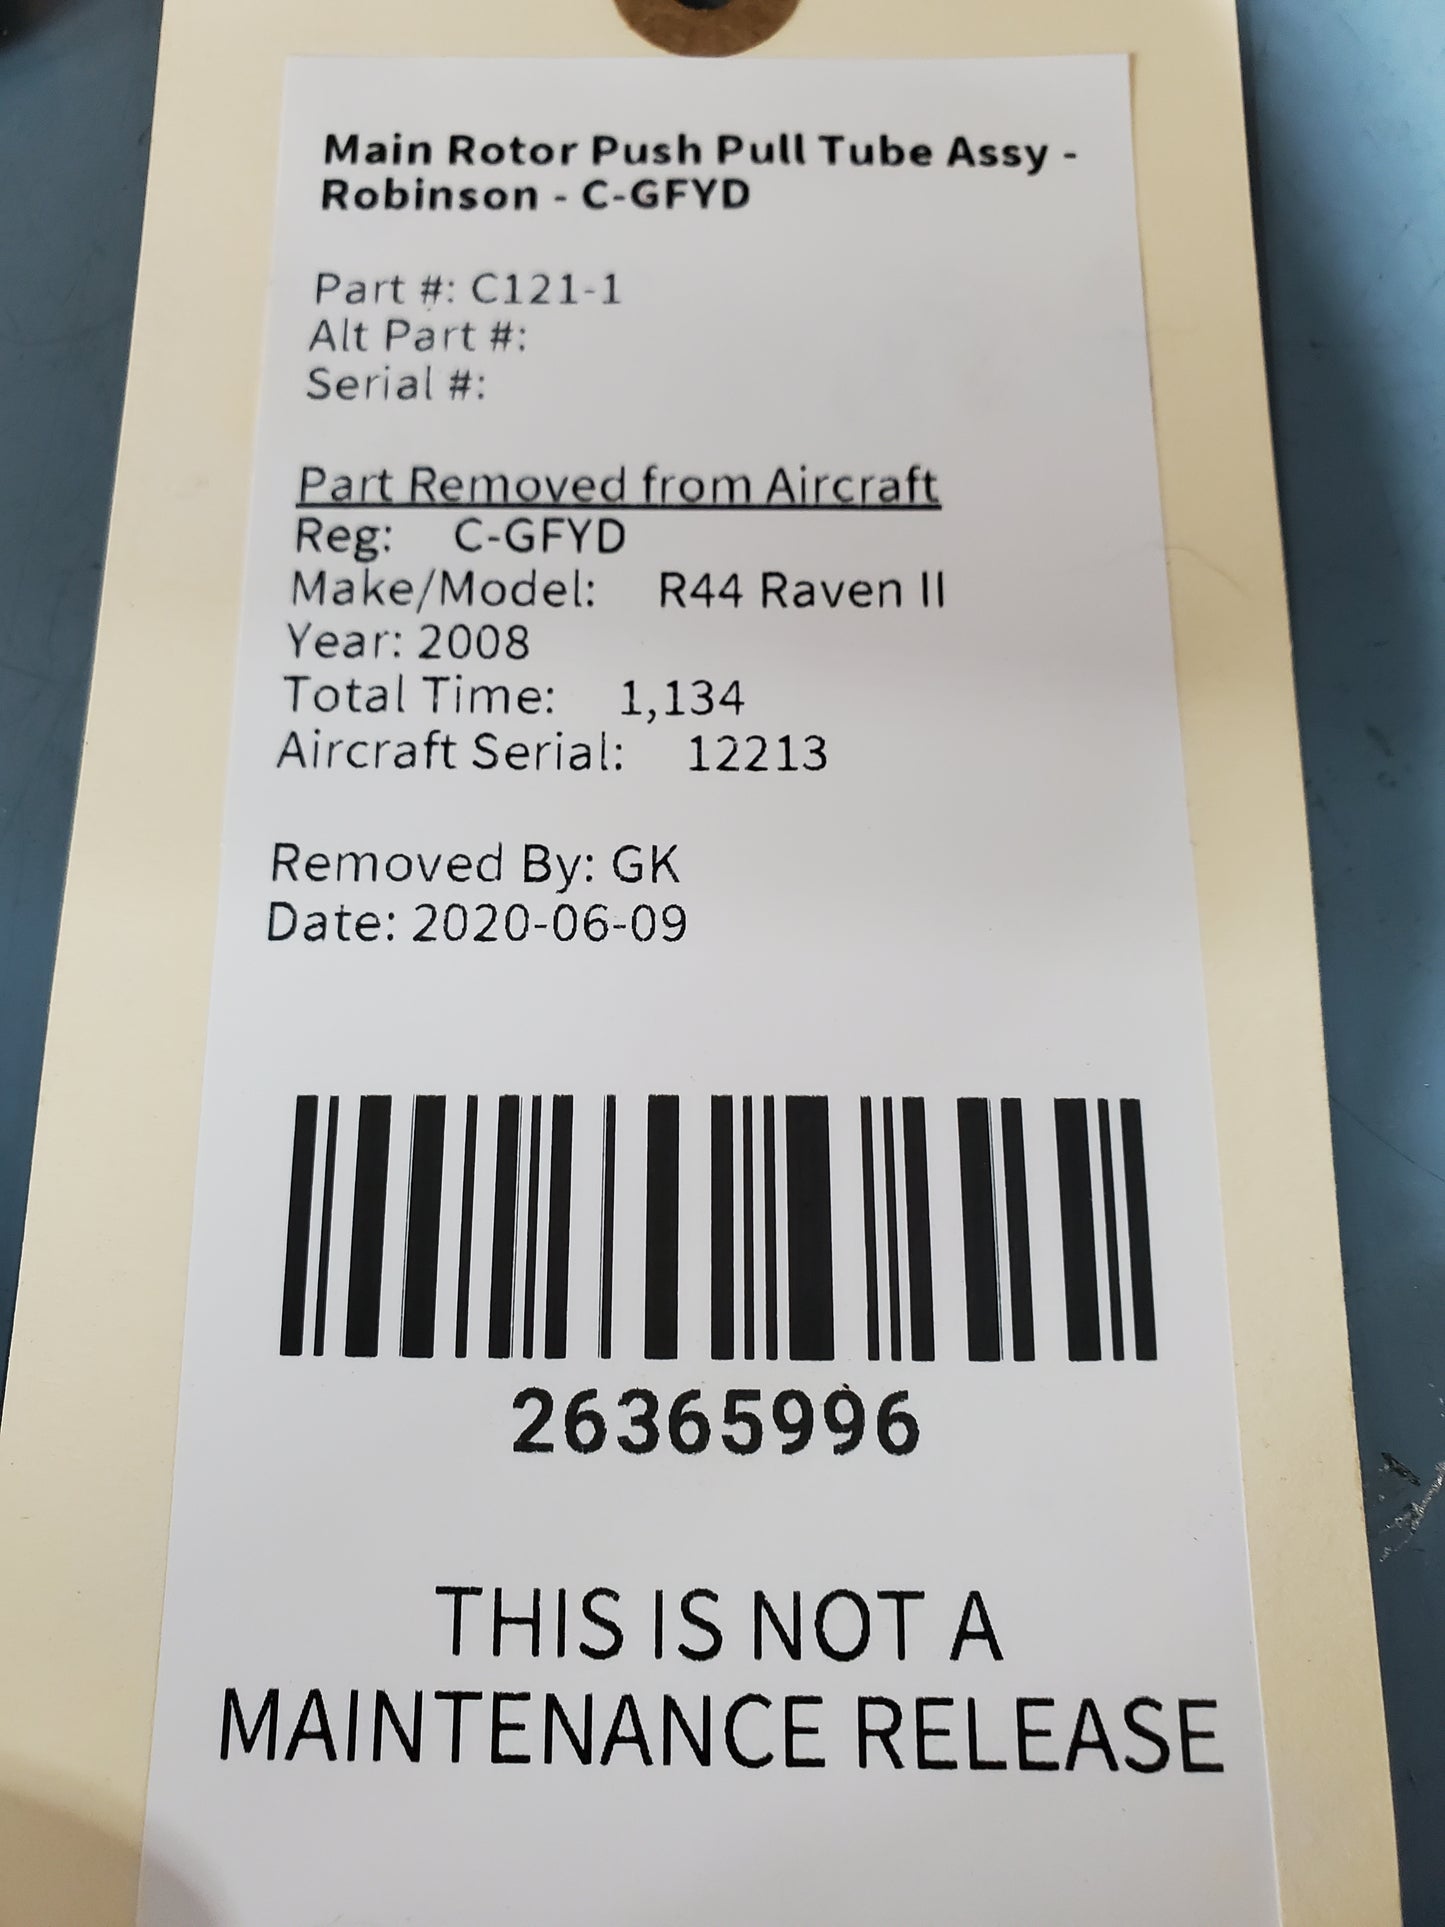 Main Rotor Push Pull Tube Assy -
Robinson - C-GFYD
Part #: C121-1
Alt Part #:
Serial #:
Part Removed from Aircraft
Reg: C-GFYD
Make/Model: R44 Raven II
Year: 2008
Total Time: 1,134
Aircraft Serial: 12213
Removed By: GK
Date: 2020-06-09
26365996
THIS IS NOT A
MAINTENANCE RELEASE